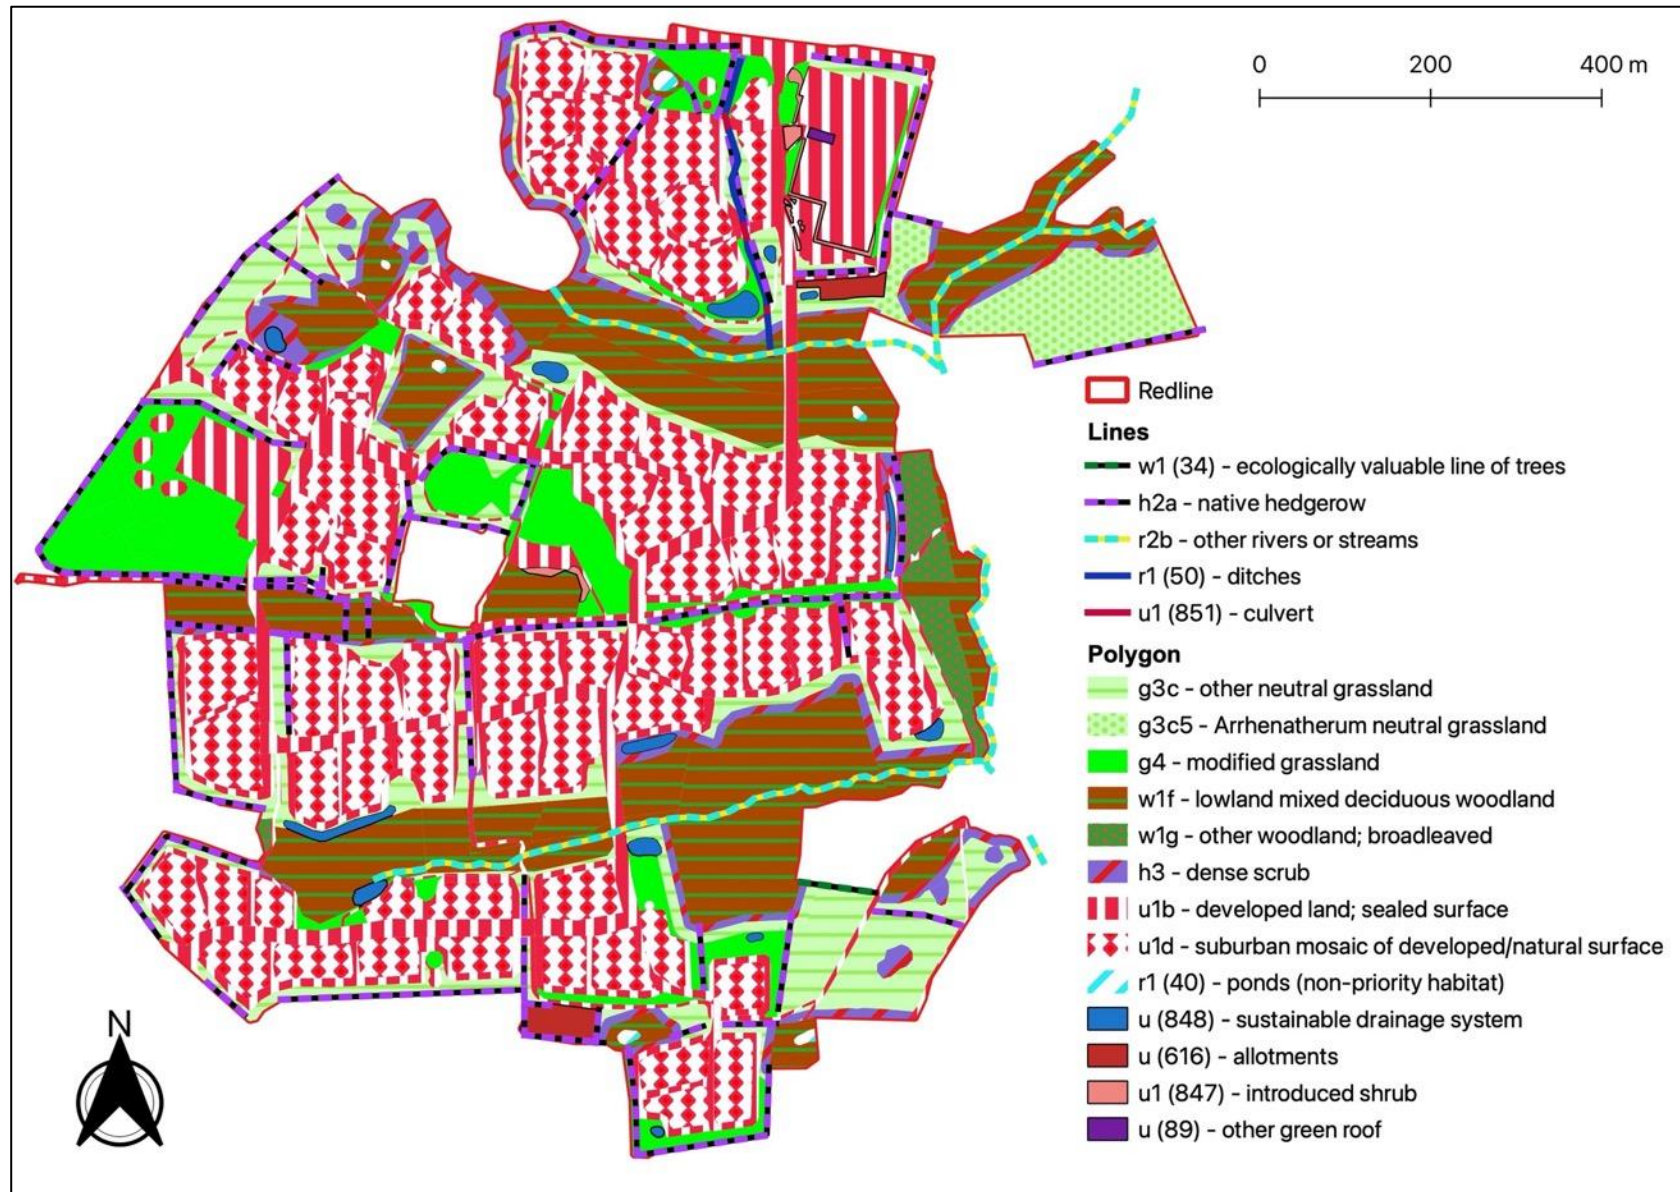 0 200 400 m
Redline
Lines
w1 (34) - ecologically valuable line of trees
h2a - native hedgerow
r2b - other rivers or streams
r1 (50) - ditches
u1 (851) - culvert
Polygon
g3c - other neutral grassland
g3c5 - Arrhenatherum neutral grassland
g4 - modified grassland
w1f - lowland mixed deciduous woodland
w1g - other woodland; broadleaved
h3 - dense scrub
u1b - developed land; sealed surface
u1d - suburban mosaic of developed/natural surface
r1 (40) - ponds (non-priority habitat)
u (848) - sustainable drainage system
u (616) - allotments
u1 (847) - introduced shrub
u (89) - other green roof
N